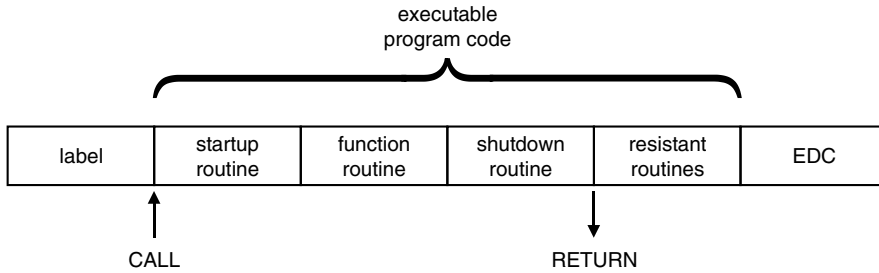 executable
program code
label
startup
routine
function
routine
shutdown
routine
resistant
routines
EDC
CALL
RETURN